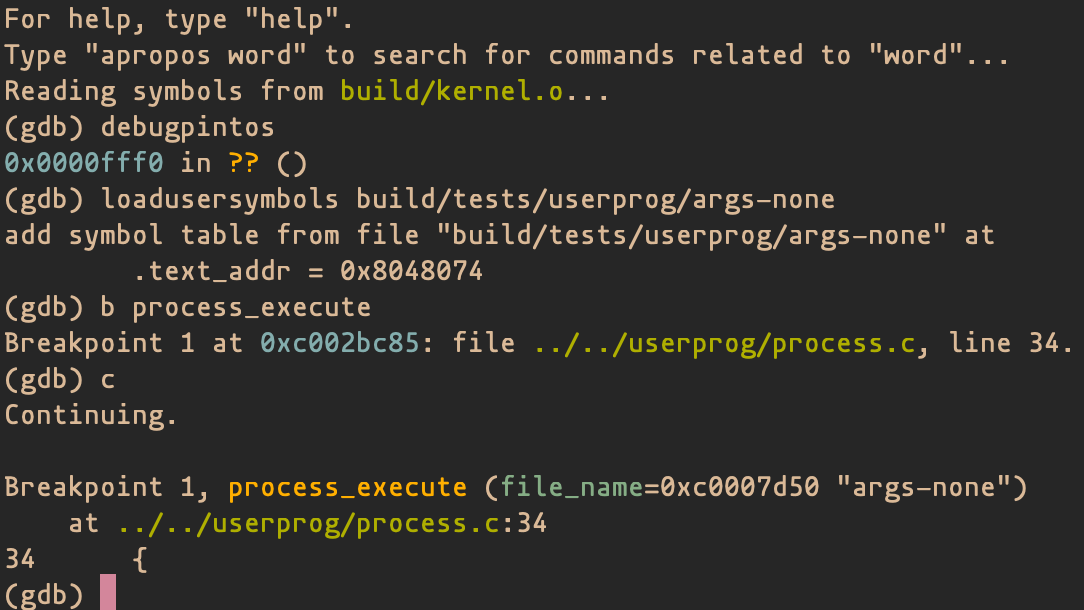 For help, type "help".
Type "apropos word" to search for commands related to "word"...
Reading symbols from build/kernel.o...
(gdb) debugpintos
0x0000fff0 in ?? ()
(gdb) loadusersymbols build/tests/userprog/args-none
add symbol table from file "build/tests/userprog/args-none" at
        .text_addr = 0x8048074
(gdb) b process_execute
Breakpoint 1 at 0xc002bc85: file ../../userprog/process.c, line 34.
(gdb) c
Continuing.

Breakpoint 1, process_execute (file_name=0xc0007d50 "args-none")
    at ../../userprog/process.c:34
34      {
(gdb)